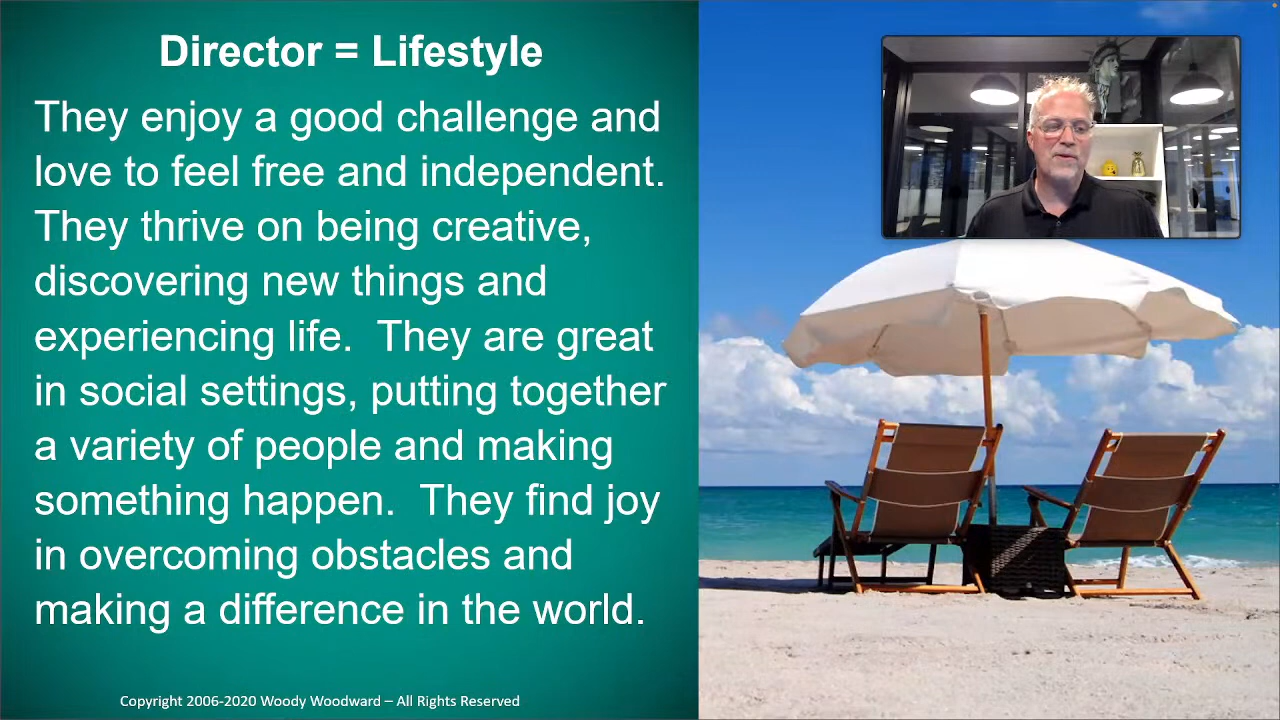 Director = Lifestyle
They enjoy a good challenge and
love to feel free and independent.
They thrive on being creative,
discovering new things and
experiencing life.  They are great
in social settings, putting together
a variety of people and making
something happen.  They find joy
in overcoming obstacles and
making a difference in the world.
Copyright 2006-2020 Woody Woodward – All Rights Reserved